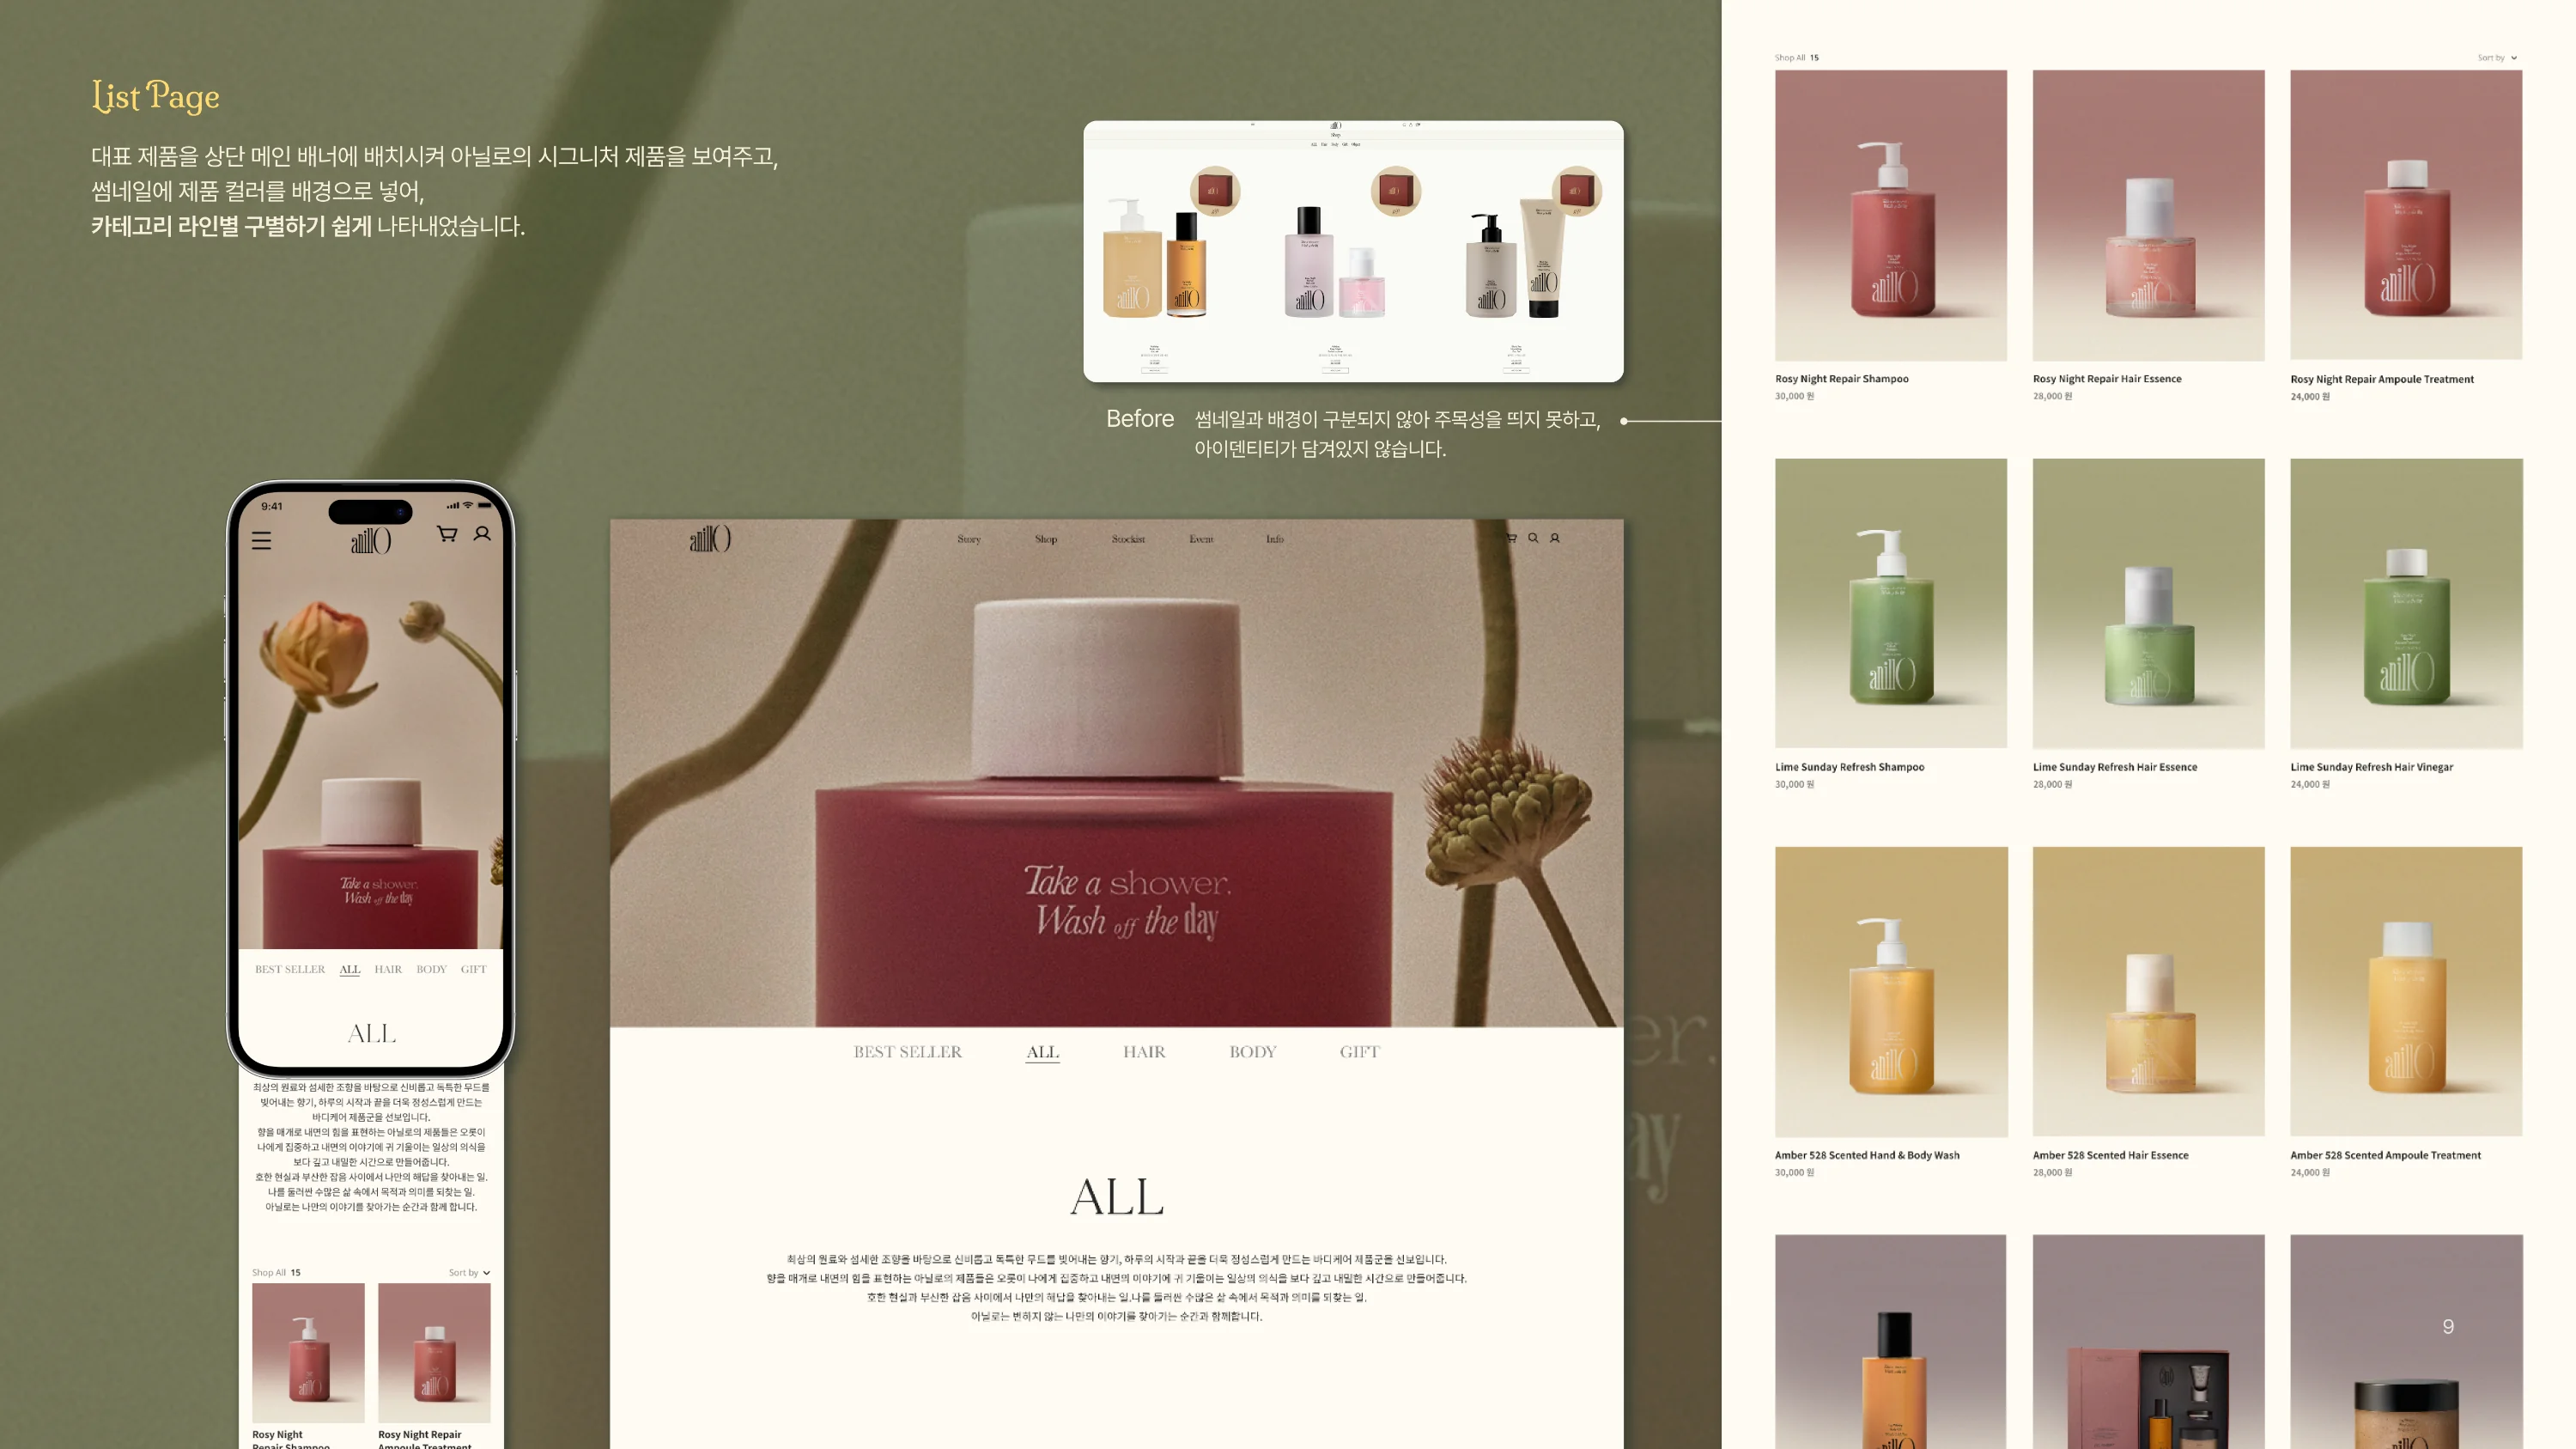 List Page
대표 제품을 상단 메인 배너에 배치시켜 아닐로의 시그니처 제품을 보여주고,
썸네일에 제품 컬러를 배경으로 넣어,
카테고리 라인별 구별하기 쉽게 나타내었습니다.
anillO
Shop
Before
썸네일과 배경이 구분되지 않아 주목성을 띄지 못하고,
아이덴티티가 담겨있지 않습니다.
9:41
anillO
Take a shower.
Wash off the day
BEST SELLER ALL HAIR BODY GIFT
ALL
최상의 원료와 섬세한 조향을 바탕으로 신비롭고 독특한 무드를
빚어내는 향기, 하루의 시작과 끝을 더욱 정성스럽게 만드는
바디케어 제품군을 선보입니다.
향을 매개로 내면의 힘을 표현하는 아닐로의 제품들은 오롯이
나에게 집중하고 내면의 이야기에 귀 기울이는 일상의 의식을
보다 깊고 내밀한 시간으로 만들어줍니다.
호한 현실과 부산한 잡음 사이에서 나만의 해답을 찾아내는 일.
나를 둘러싼 수많은 삶 속에서 목적과 의미를 되찾는 일.
아닐로는 나만의 이야기를 찾아가는 순간과 함께 합니다.
Shop All 15 Sort by
anillO
anillO
Rosy Night
Repair Shampoo
Rosy Night Repair
Ampoule Treatment
anillO Story Shop Stockist Event Info
Take a shower.
Wash off the day
BEST SELLER ALL HAIR BODY GIFT
ALL
최상의 원료와 섬세한 조향을 바탕으로 신비롭고 독특한 무드를 빚어내는 향기, 하루의 시작과 끝을 더욱 정성스럽게 만드는 바디케어 제품군을 선보입니다.
향을 매개로 내면의 힘을 표현하는 아닐로의 제품들은 오롯이 나에게 집중하고 내면의 이야기에 귀 기울이는 일상의 의식을 보다 깊고 내밀한 시간으로 만들어줍니다.
호한 현실과 부산한 잡음 사이에서 나만의 해답을 찾아내는 일.나를 둘러싼 수많은 삶 속에서 목적과 의미를 되찾는 일.
아닐로는 변하지 않는 나만의 이야기를 찾아가는 순간과 함께합니다.
er.
ay
Shop All 15 Sort by
anillO
anillO
anillO
Rosy Night Repair Shampoo
30,000 원
Rosy Night Repair Hair Essence
28,000 원
Rosy Night Repair Ampoule Treatment
24,000 원
anillO
anillO
anillO
Lime Sunday Refresh Shampoo
30,000 원
Lime Sunday Refresh Hair Essence
28,000 원
Lime Sunday Refresh Hair Vinegar
24,000 원
anillO
anillO
anillO
Amber 528 Scented Hand & Body Wash
30,000 원
Amber 528 Scented Hair Essence
28,000 원
Amber 528 Scented Ampoule Treatment
24,000 원
anillO
anillO
9